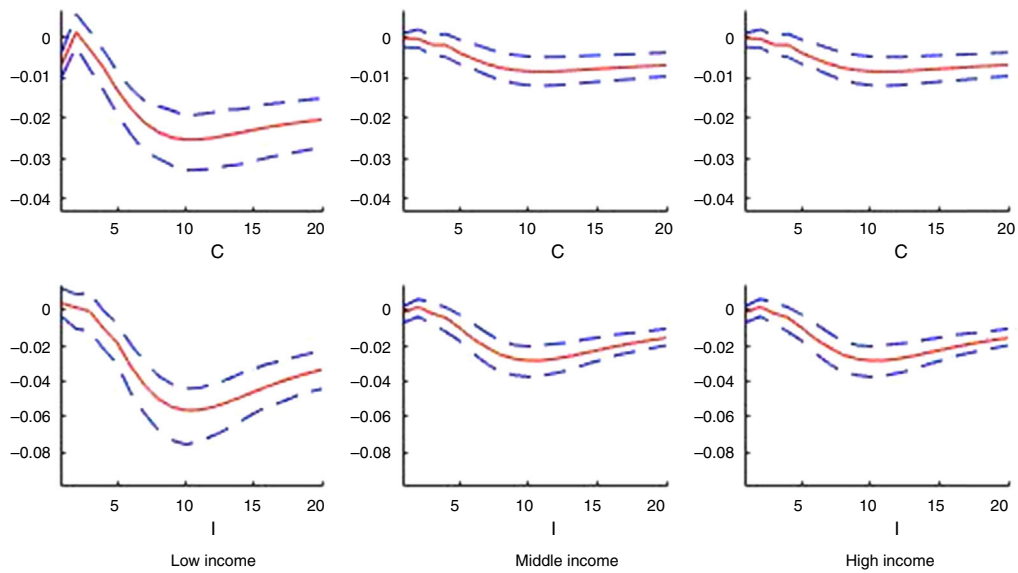 0 0 0
–0.01 –0.01 –0.01
–0.02 –0.02 –0.02
–0.03 –0.03 –0.03
–0.04 –0.04 –0.04
5 10 15 20 5 10 15 20 5 10 15 20
C C C
0 0 0
–0.02 –0.02 –0.02
–0.04 –0.04 –0.04
–0.06 –0.06 –0.06
–0.08 –0.08 –0.08
5 10 15 20 5 10 15 20 5 10 15 20
I I I
Low income Middle income High income